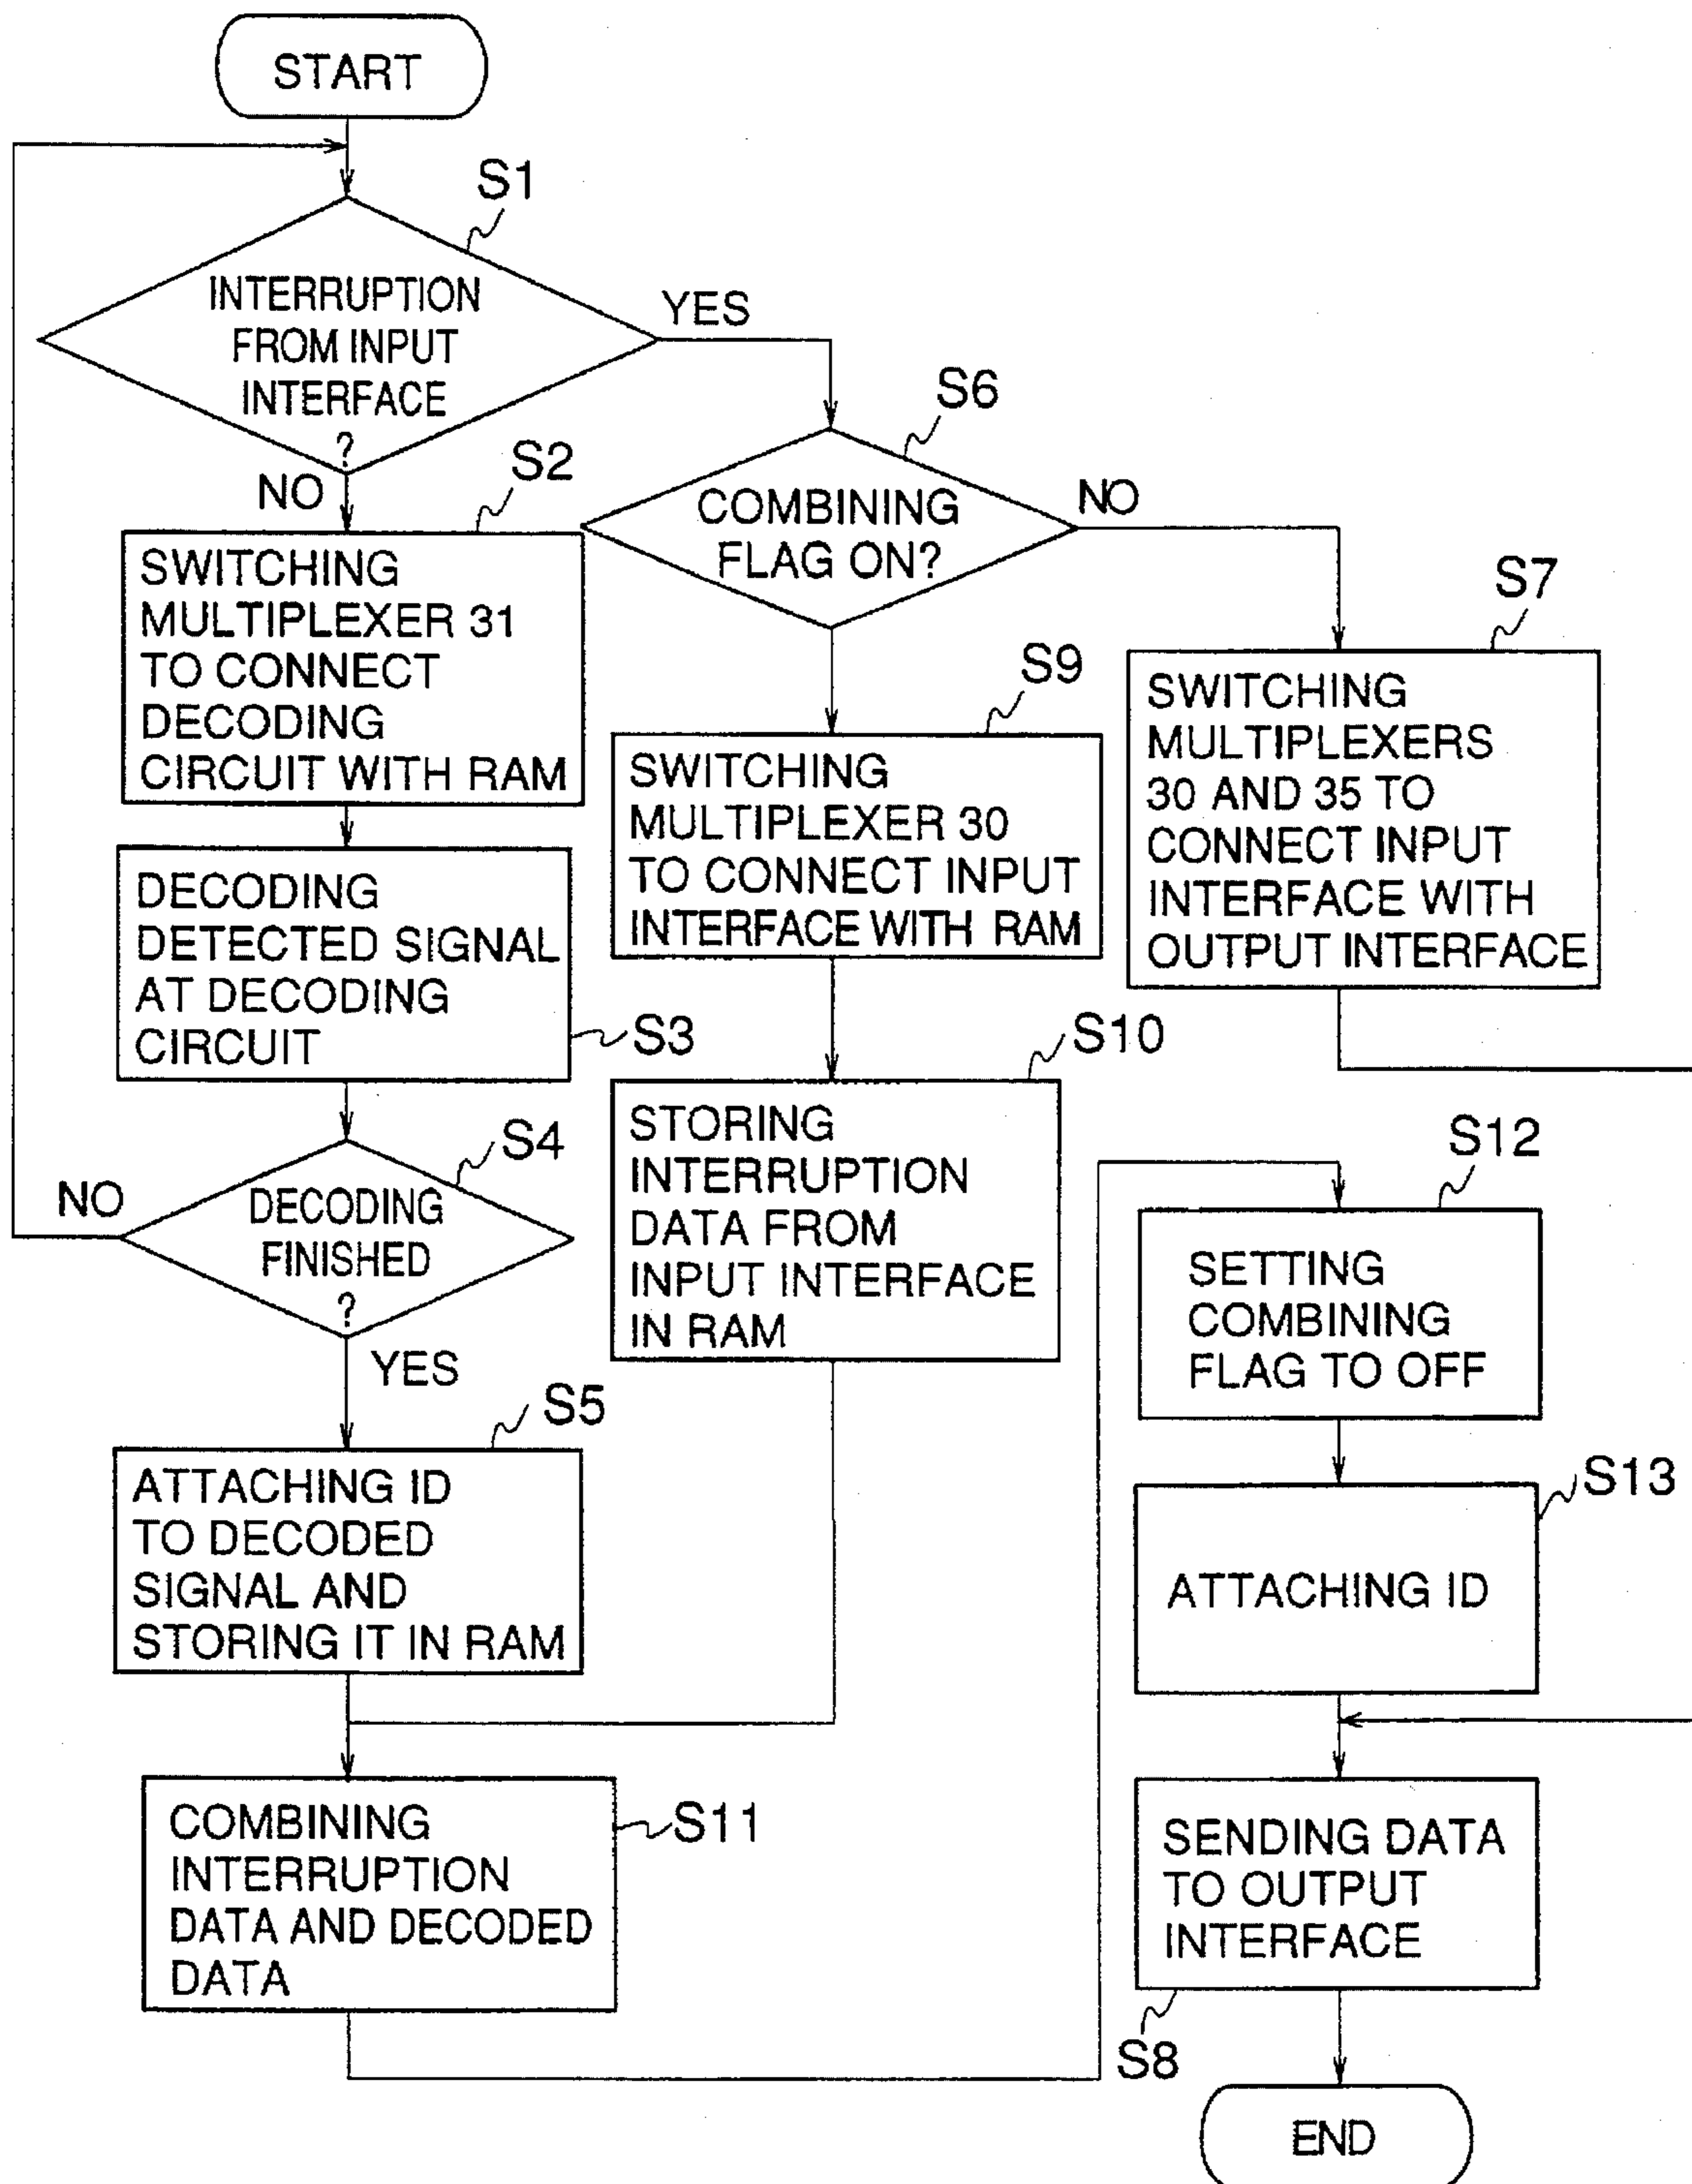 START
S1
INTERRUPTION
FROM INPUT
INTERFACE
?
YES
NO
S2
SWITCHING
MULTIPLEXER 31
TO CONNECT
DECODING
CIRCUIT WITH RAM
S6
COMBINING
FLAG ON?
NO
S7
SWITCHING
MULTIPLEXERS
30 AND 35 TO
CONNECT INPUT
INTERFACE WITH
OUTPUT INTERFACE
S9
SWITCHING
MULTIPLEXER 30
TO CONNECT INPUT
INTERFACE WITH RAM
DECODING
DETECTED SIGNAL
AT DECODING
CIRCUIT
S3
S10
STORING
INTERRUPTION
DATA FROM
INPUT INTERFACE
IN RAM
S4
DECODING
FINISHED
?
NO
YES
S5
ATTACHING ID
TO DECODED
SIGNAL AND
STORING IT IN RAM
COMBINING
INTERRUPTION
DATA AND DECODED
DATA
S11
S12
SETTING
COMBINING
FLAG TO OFF
S13
ATTACHING ID
SENDING DATA
TO OUTPUT
INTERFACE
S8
END